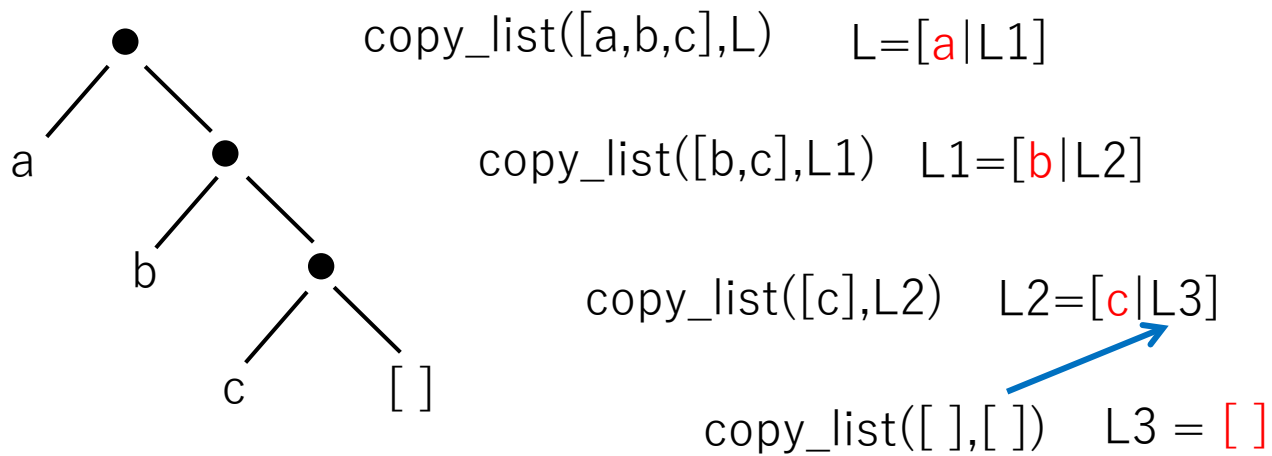 copy_list([a,b,c],L) L=[a|L1]
a
copy_list([b,c],L1) L1=[b|L2]
b
copy_list([c],L2) L2=[c|L3]
c [ ]
copy_list([ ],[ ]) L3 = [ ]